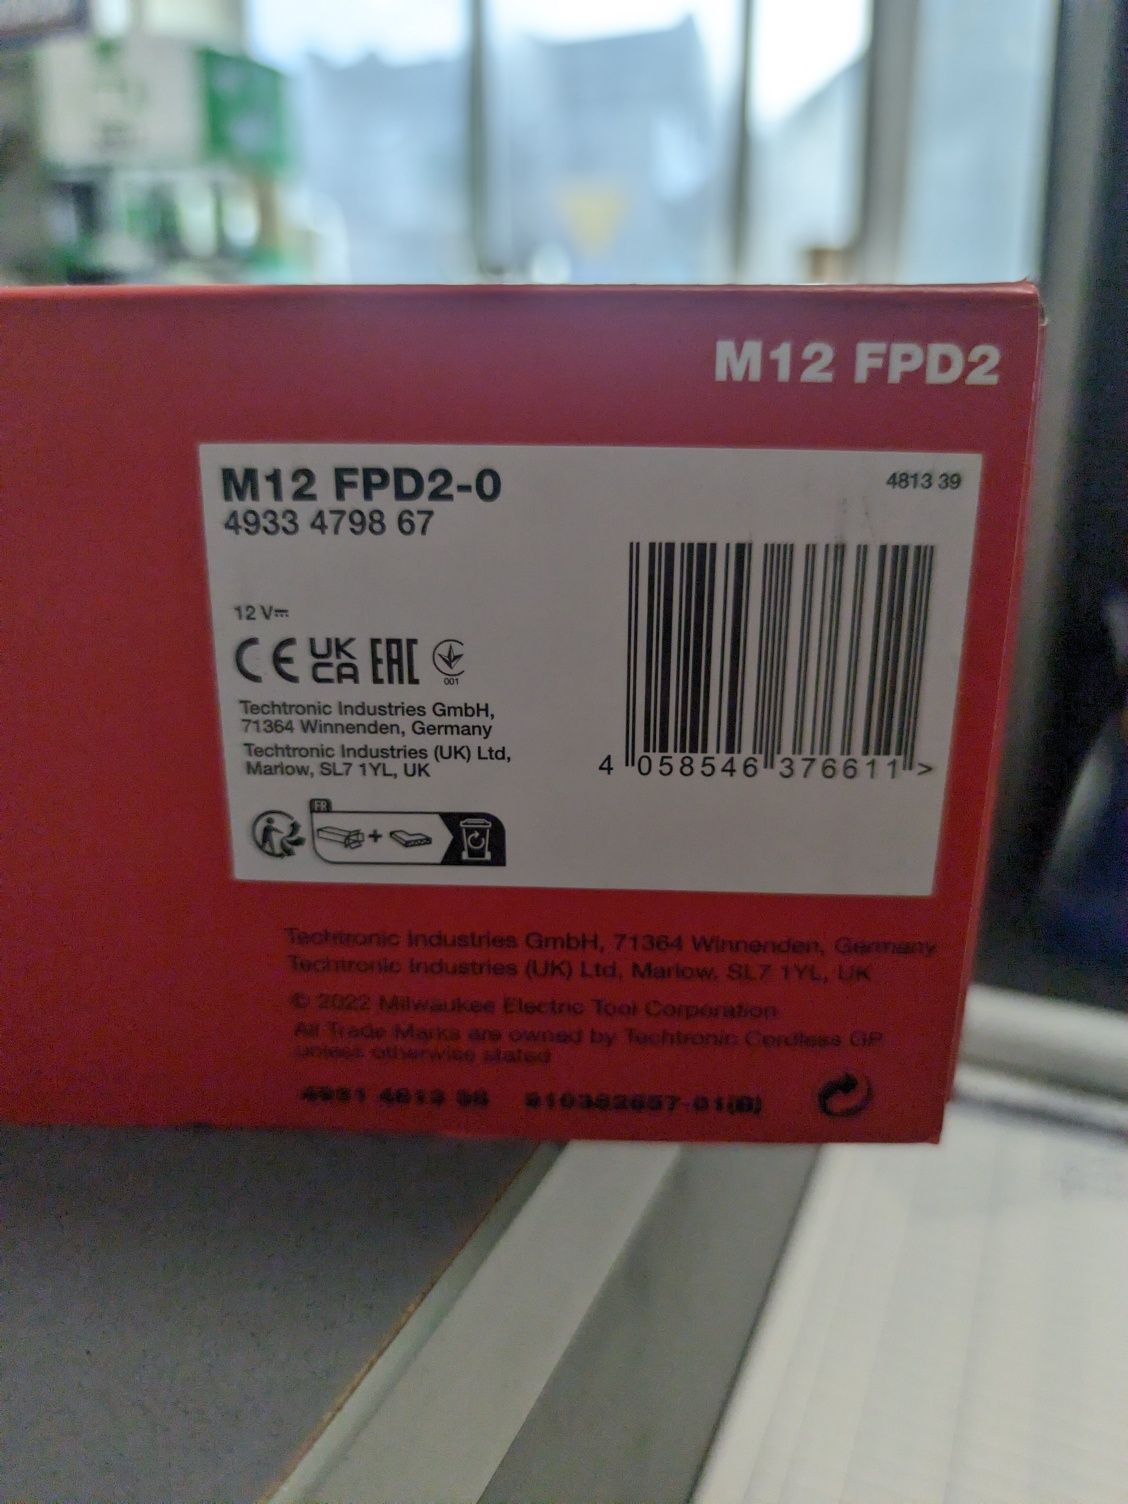 M12 FPD2
M12 FPD2-0
4933 4798 67
4813 39
12 V
CE UK CA EAC
001
Techtronic Industries GmbH,
71364 Winnenden, Germany
Techtronic Industries (UK) Ltd,
Marlow, SL7 1YL, UK
4 058546 376611 >
FR
+
Techtronic Industries GmbH, 71364 Winnenden, Germany
Techtronic Industries (UK) Ltd, Marlow, SL7 1YL, UK
© 2022 Milwaukee Electric Tool Corporation
All Trade Marks are owned by Techtronic Cordless GP
unless otherwise stated